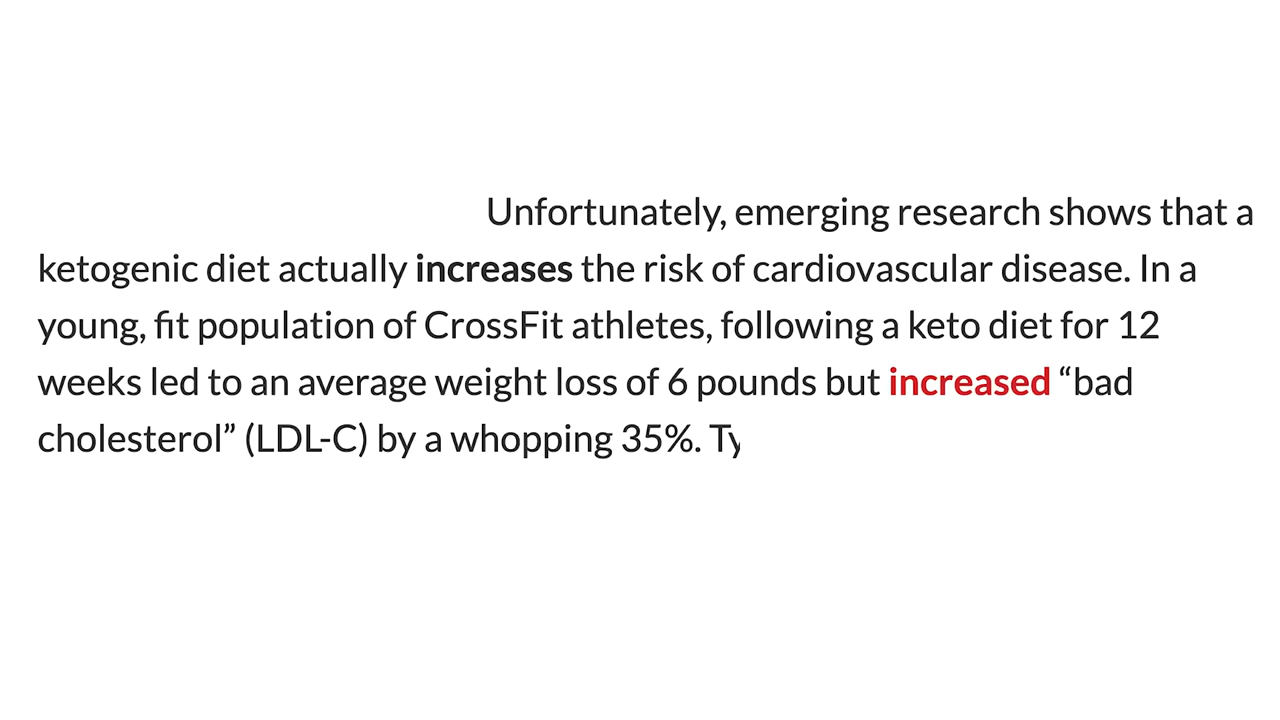 Unfortunately, emerging research shows that a
ketogenic diet actually increases the risk of cardiovascular disease. In a
young, fit population of CrossFit athletes, following a keto diet for 12
weeks led to an average weight loss of 6 pounds but increased “bad
cholesterol” (LDL-C) by a whopping 35%.